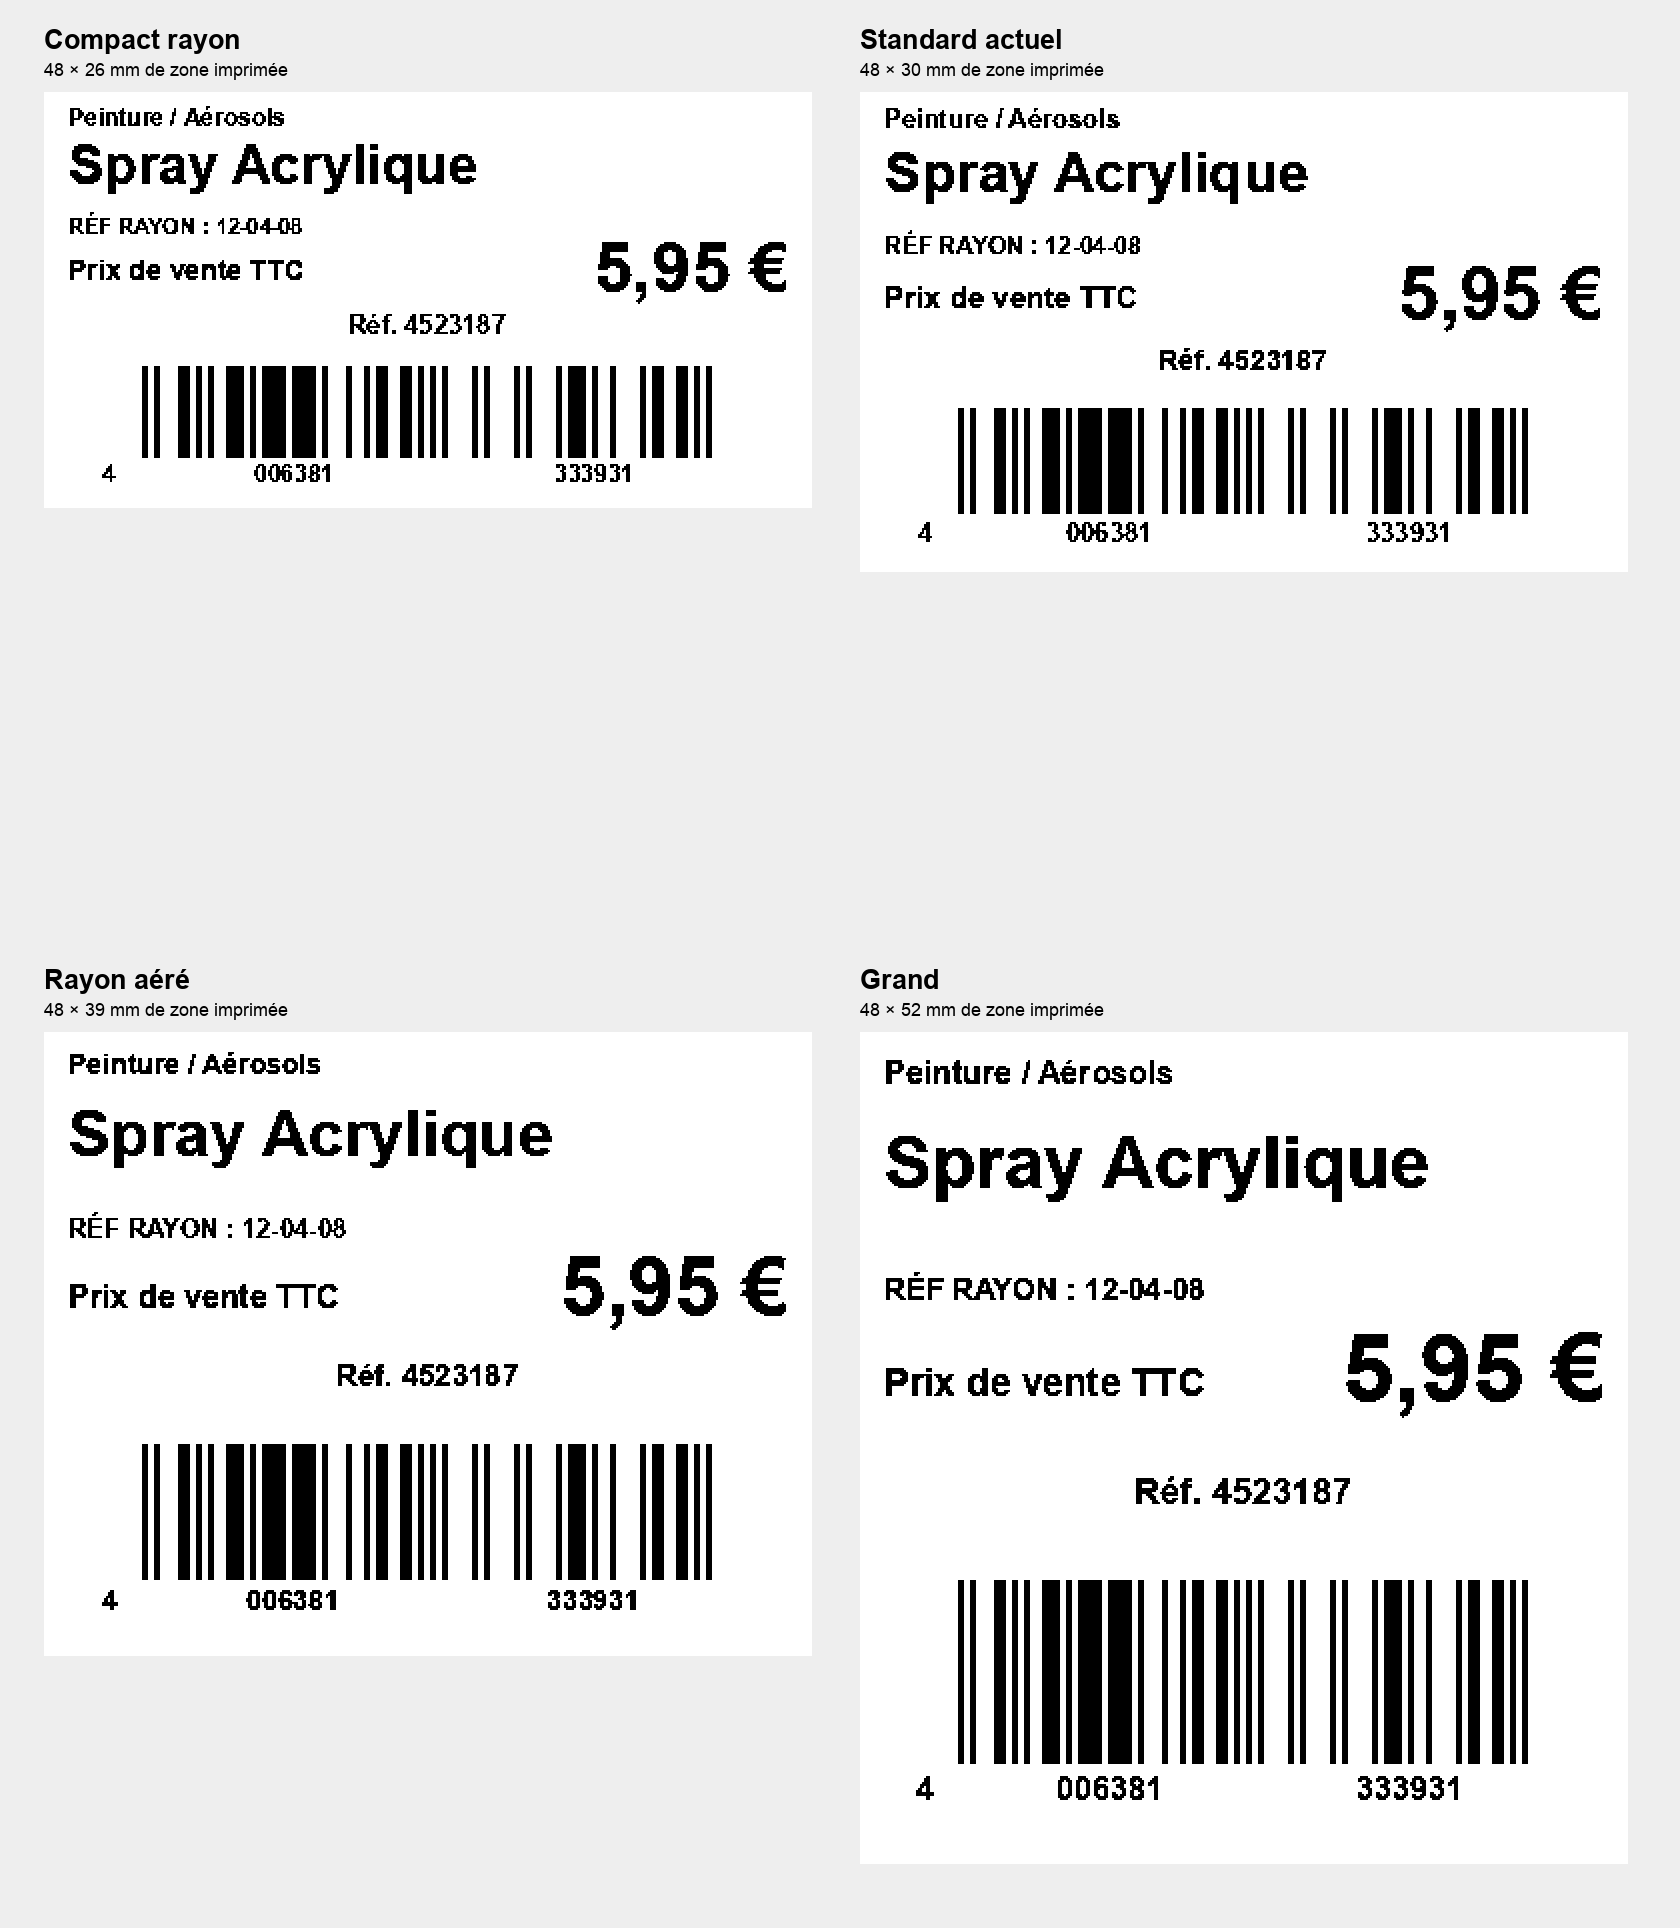 Compact rayon
48 × 26 mm de zone imprimée
Peinture / Aérosols
Spray Acrylique
RÉF RAYON : 12-04-08
Prix de vente TTC 5,95 €
Réf. 4523187
4 006381 333931
Standard actuel
48 × 30 mm de zone imprimée
Peinture / Aérosols
Spray Acrylique
RÉF RAYON : 12-04-08
Prix de vente TTC 5,95 €
Réf. 4523187
4 006381 333931
Rayon aéré
48 × 39 mm de zone imprimée
Peinture / Aérosols
Spray Acrylique
RÉF RAYON : 12-04-08
Prix de vente TTC 5,95 €
Réf. 4523187
4 006381 333931
Grand
48 × 52 mm de zone imprimée
Peinture / Aérosols
Spray Acrylique
RÉF RAYON : 12-04-08
Prix de vente TTC 5,95 €
Réf. 4523187
4 006381 333931